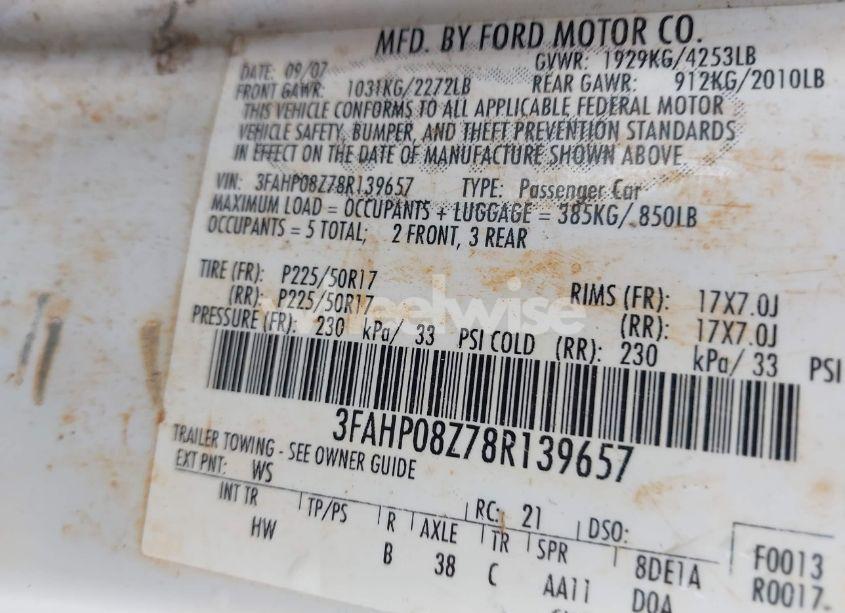 MFD. BY FORD MOTOR CO.
DATE: 09/07 GVWR: 1929KG/4253LB
FRONT GAWR: 1031KG/2272LB REAR GAWR: 912KG/2010LB
THIS VEHICLE CONFORMS TO ALL APPLICABLE FEDERAL MOTOR
VEHICLE SAFETY, BUMPER, AND THEFT PREVENTION STANDARDS
IN EFFECT ON THE DATE OF MANUFACTURE SHOWN ABOVE.
VIN: 3FAHP08Z78R139657 TYPE: Passenger Car
MAXIMUM LOAD = OCCUPANTS + LUGGAGE = 385KG/ 850LB
OCCUPANTS = 5 TOTAL; 2 FRONT, 3 REAR
TIRE (FR): P225/50R17 RIMS (FR): 17X7.0J
(RR): P225/50R17 (RR): 17X7.0J
PRESSURE (FR): 230 kPa/ 33 PSI COLD (RR): 230 kPa/ 33 PSI
wheelwise
3FAHP08Z78R139657
TRAILER TOWING - SEE OWNER GUIDE
EXT PNT: WS RC: 21 DSO:
INT TR TP/PS R AXLE TR SPR 8DE1A F0013
HW B 38 C AA11 DOA R0017